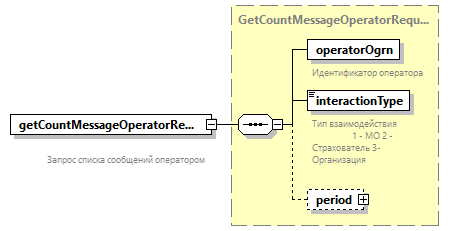 GetCountMessageOperatorRequ...
operatorOgrn
Идентификатор оператора
interactionType
Тип взаимодействия
1 - МО 2 -
Страхователь 3-
Организация
getCountMessageOperatorRe...
Запрос списка сообщений оператором
period